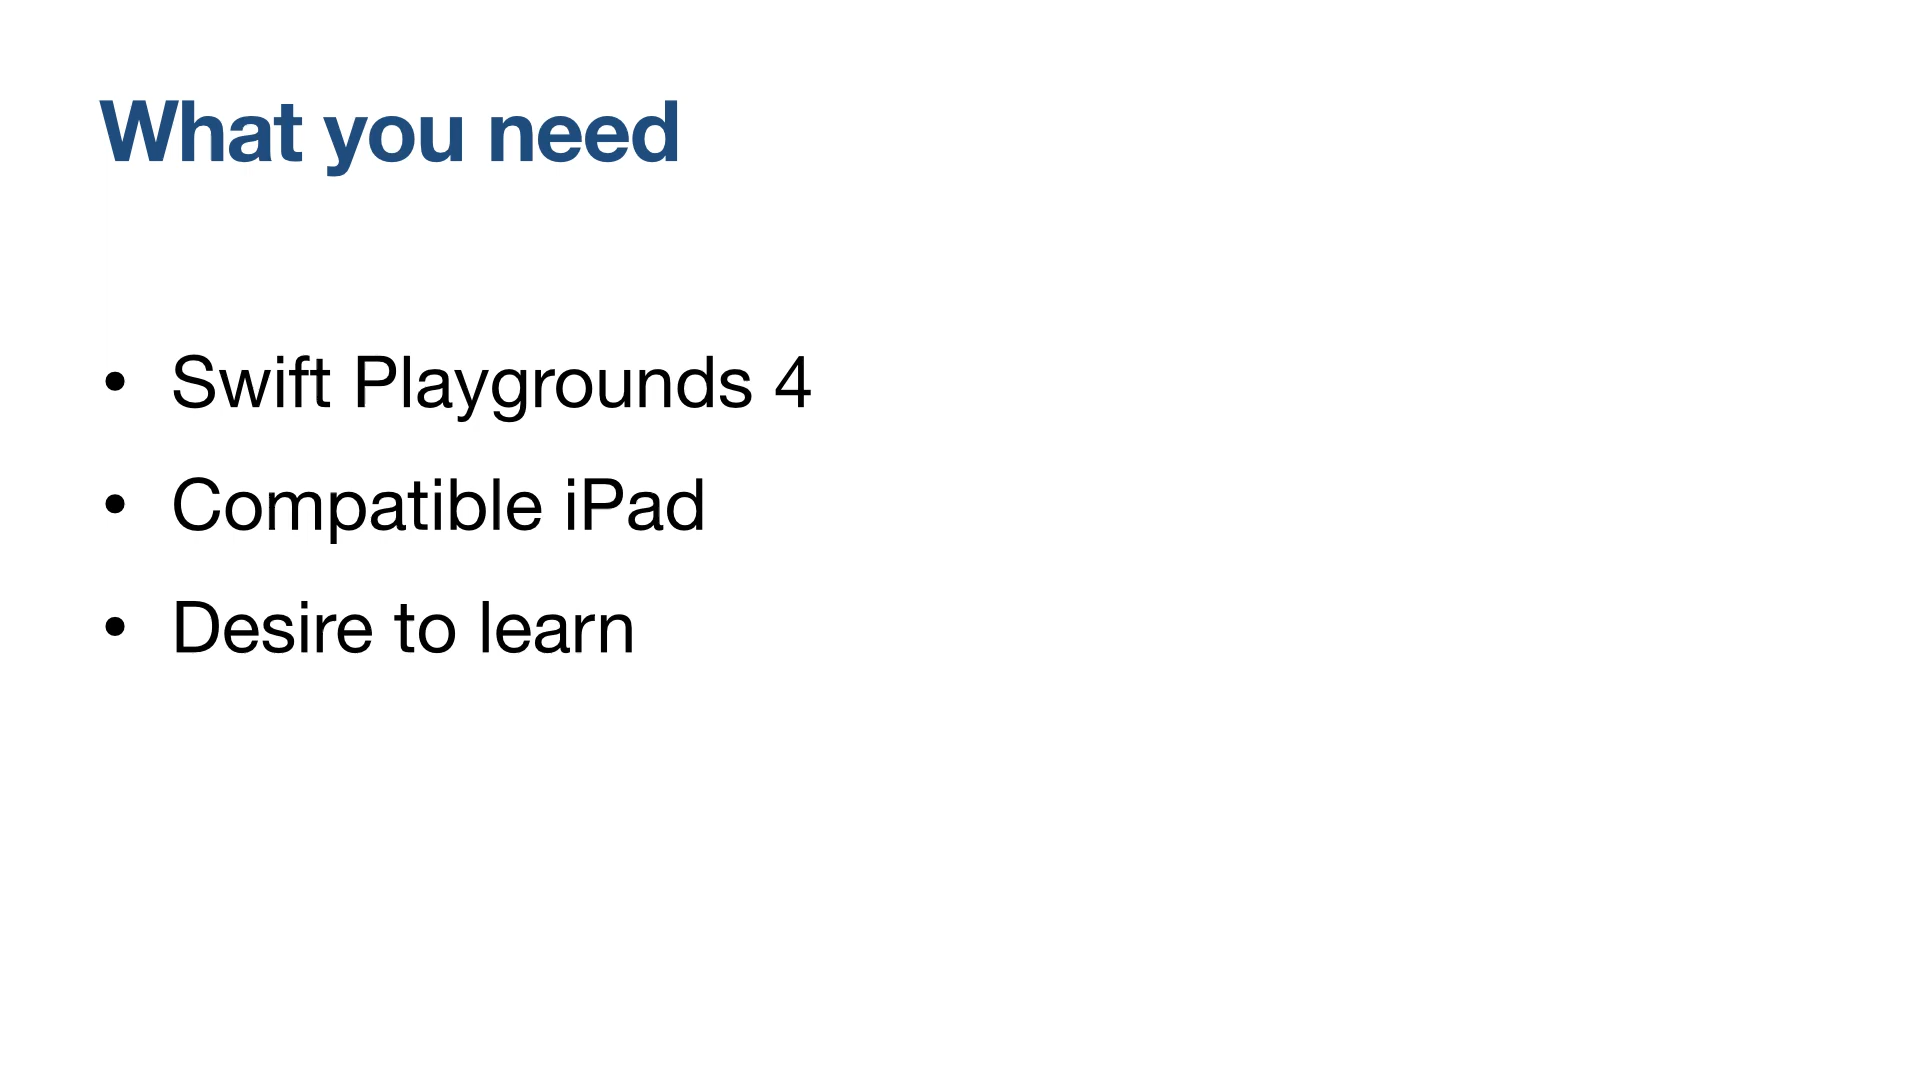 What you need
• Swift Playgrounds 4
• Compatible iPad
• Desire to learn